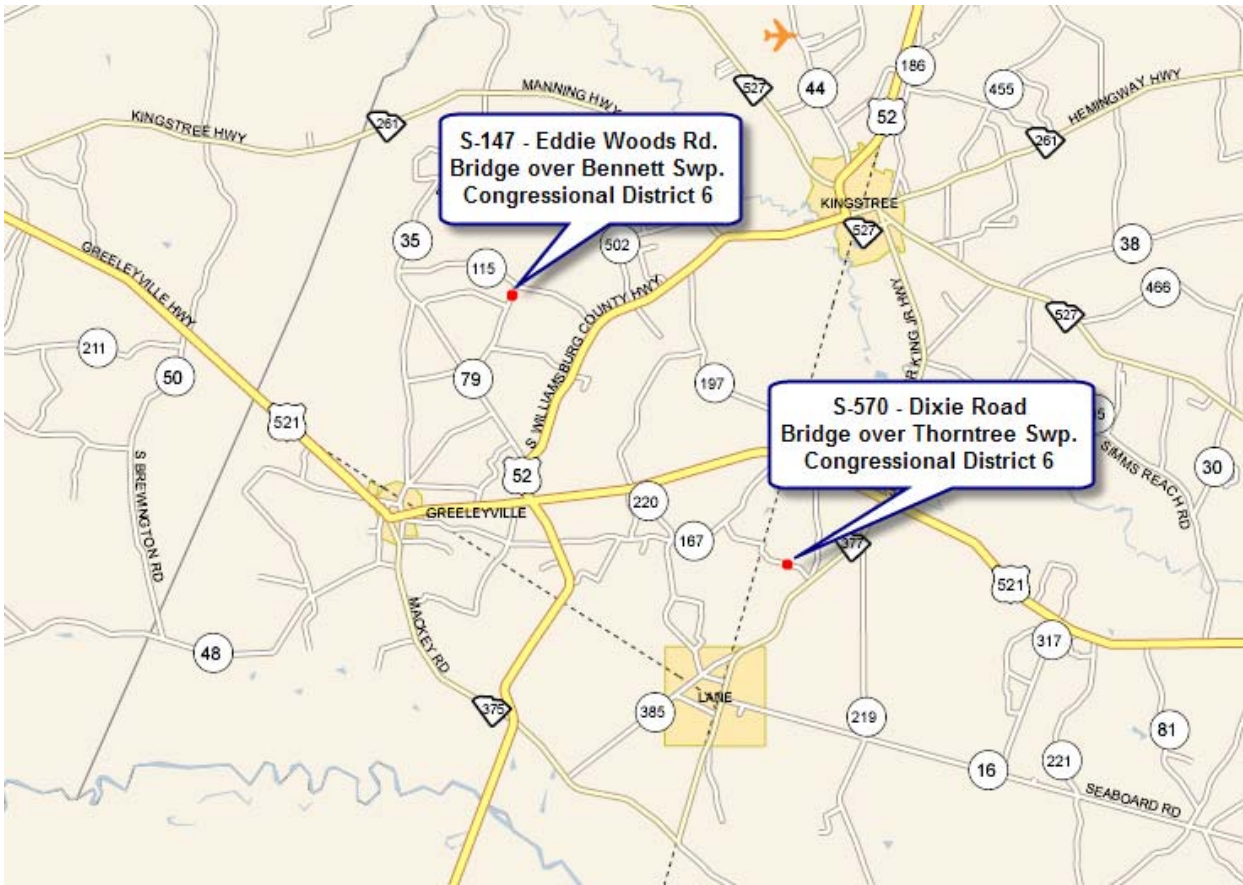 186
44
527
455
MANNING HWY
52
HEMINGWAY HWY
KINGSTREE HWY
261
261
S-147 - Eddie Woods Rd.
Bridge over Bennett Swp.
Congressional District 6
KINGSTREE
527
35
502
38
115
GREELEYVILLE HWY
466
527
S WILLIAMSBURG COUNTY HWY
R KING JR HWY
211
50
79
197
S-570 - Dixie Road
Bridge over Thorntree Swp.
Congressional District 6
521
5
SIMMS REACH RD
30
S BREWINGTON RD
52
220
GREELEYVILLE
167
377
521
MACKEY RD
48
317
LANE
375
385
219
81
16
221
SEABOARD RD